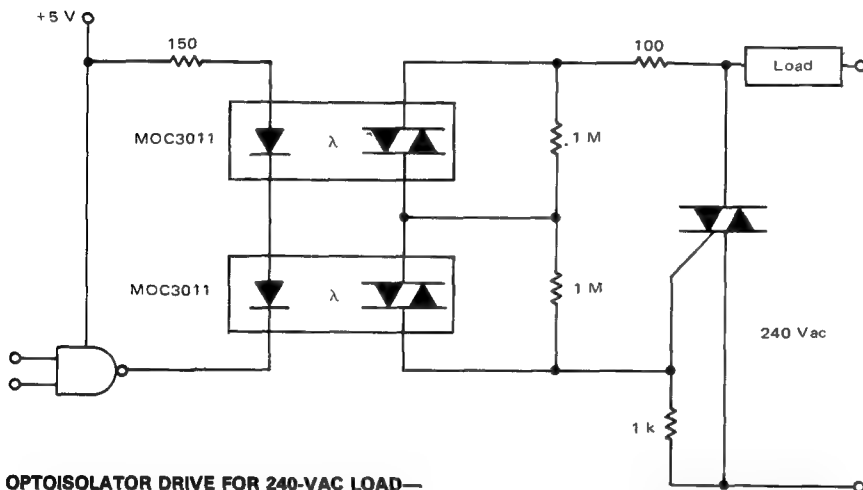 +5 V
150
100
Load
MOC3011
λ
.1 M
MOC3011
λ
1 M
240 Vac
1 k
OPTOISOLATOR DRIVE FOR 240-VAC LOAD—